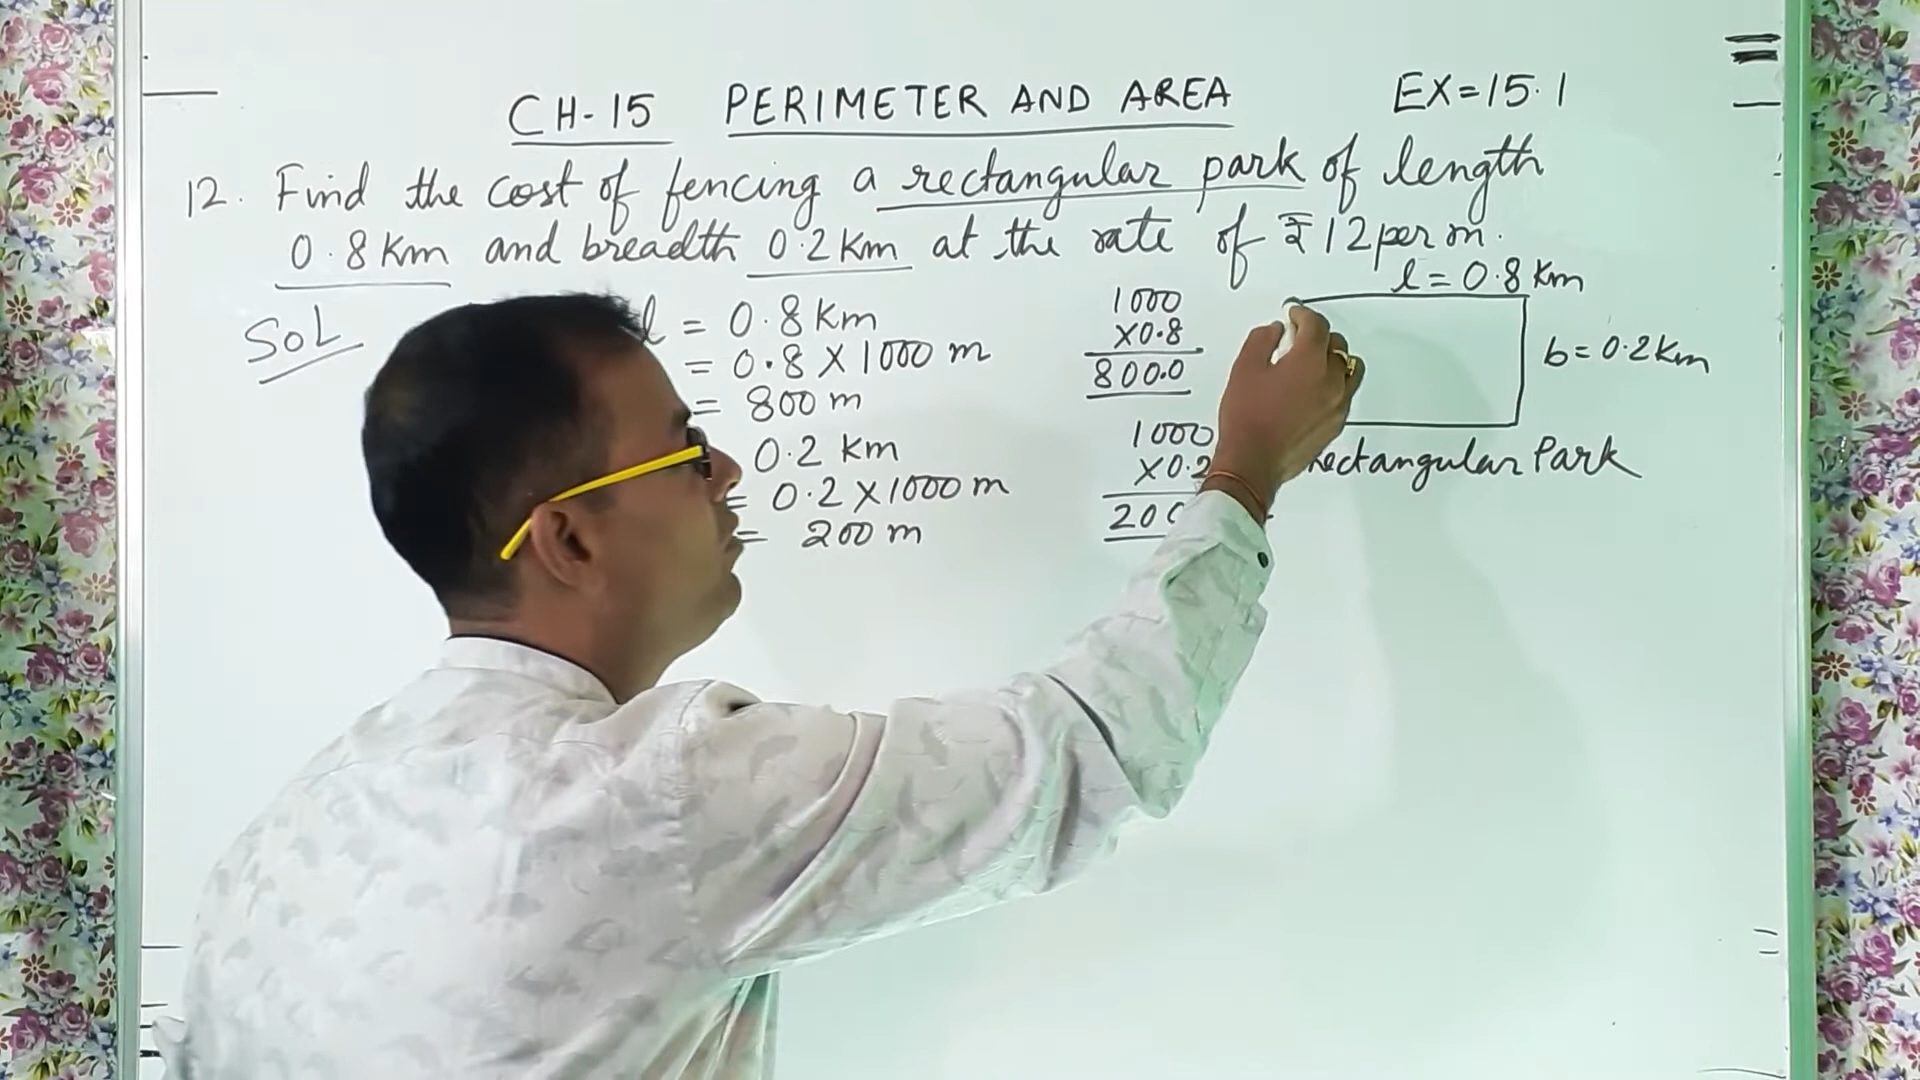 CH-15 PERIMETER AND AREA EX=15.1
12. Find the cost of fencing a rectangular park of length
0.8 Km and breadth 0.2 Km at the rate of ₹12 per m.
SOL
l = 0.8 Km
= 0.8 X 1000 m
= 800 m
0.2 Km
= 0.2 X 1000 m
= 200 m
1000
X0.8
800.0
1000
X0.2
l = 0.8 Km
b = 0.2 Km
Rectangular Park